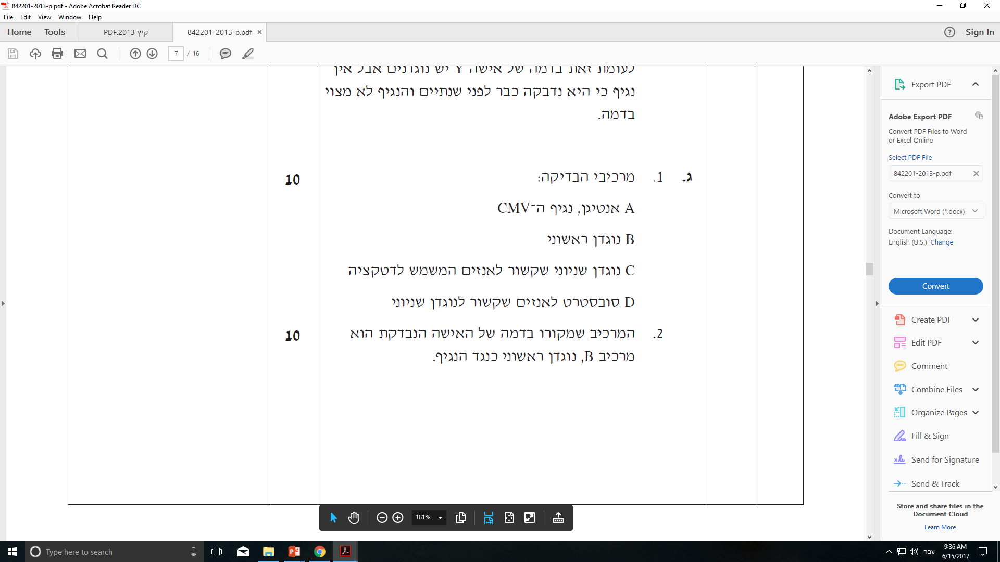 842201-2013-p.pdf - Adobe Acrobat Reader DC
File Edit View Window Help
Home Tools קיץ 2013.PDF 842201-2013-p.pdf × Sign In
7 / 16
לעומת זאת בדמה של אישה Y יש נוגדנים אבל אין
נגיף כי היא נדבקה כבר לפני שנתיים והנגיף לא מצוי
בדמה.
ג. 1. מרכיבי הבדיקה: 10
A אנטיגן, נגיף ה־CMV
B נוגדן ראשוני
C נוגדן שניוני שקשור לאנזים המשמש לדטקציה
D סובסטרט לאנזים שקשור לנוגדן שניוני
2. המרכיב שמקורו בדמה של האישה הנבדקת הוא 10
מרכיב B, נוגדן ראשוני כנגד הנגיף.
181%
Export PDF
Adobe Export PDF
Convert PDF Files to Word
or Excel Online
Select PDF File
842201-2013-p.pdf
Convert to
Microsoft Word (*.docx)
Document Language:
English (U.S.) Change
Convert
Create PDF
Edit PDF
Comment
Combine Files
Organize Pages
Fill & Sign
Send for Signature
Send & Track
Store and share files in the
Document Cloud
Learn More
Type here to search
עבר
9:36 AM
6/15/2017